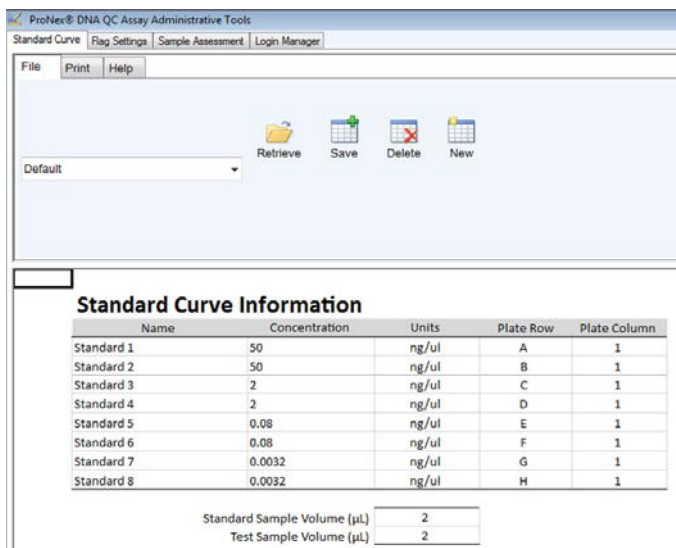 ProNex® DNA QC Assay Administrative Tools
Standard Curve Flag Settings Sample Assessment Login Manager
File Print Help
Retrieve Save Delete New
Default
Standard Curve Information
Name Concentration Units Plate Row Plate Column
Standard 1 50 ng/ul A 1
Standard 2 50 ng/ul B 1
Standard 3 2 ng/ul C 1
Standard 4 2 ng/ul D 1
Standard 5 0.08 ng/ul E 1
Standard 6 0.08 ng/ul F 1
Standard 7 0.0032 ng/ul G 1
Standard 8 0.0032 ng/ul H 1
Standard Sample Volume (µL) 2
Test Sample Volume (µL) 2